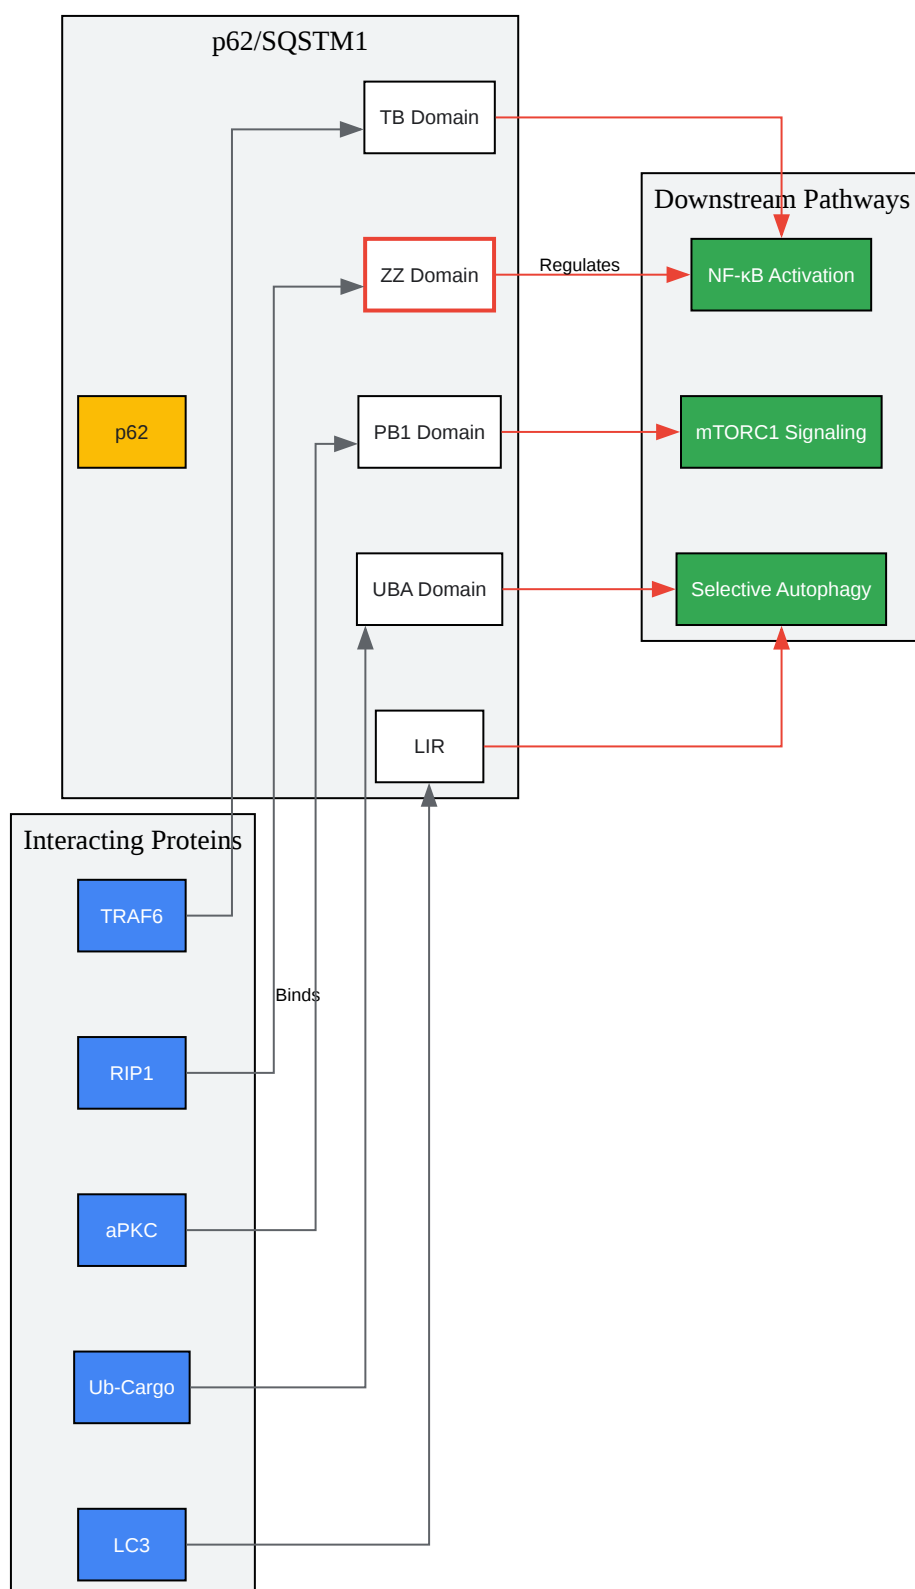 p62/SQSTM1
TB Domain
Downstream Pathways
ZZ Domain
Regulates
NF-κB Activation
p62
PB1 Domain
mTORC1 Signaling
UBA Domain
Selective Autophagy
LIR
Interacting Proteins
TRAF6
Binds
RIP1
aPKC
Ub-Cargo
LC3